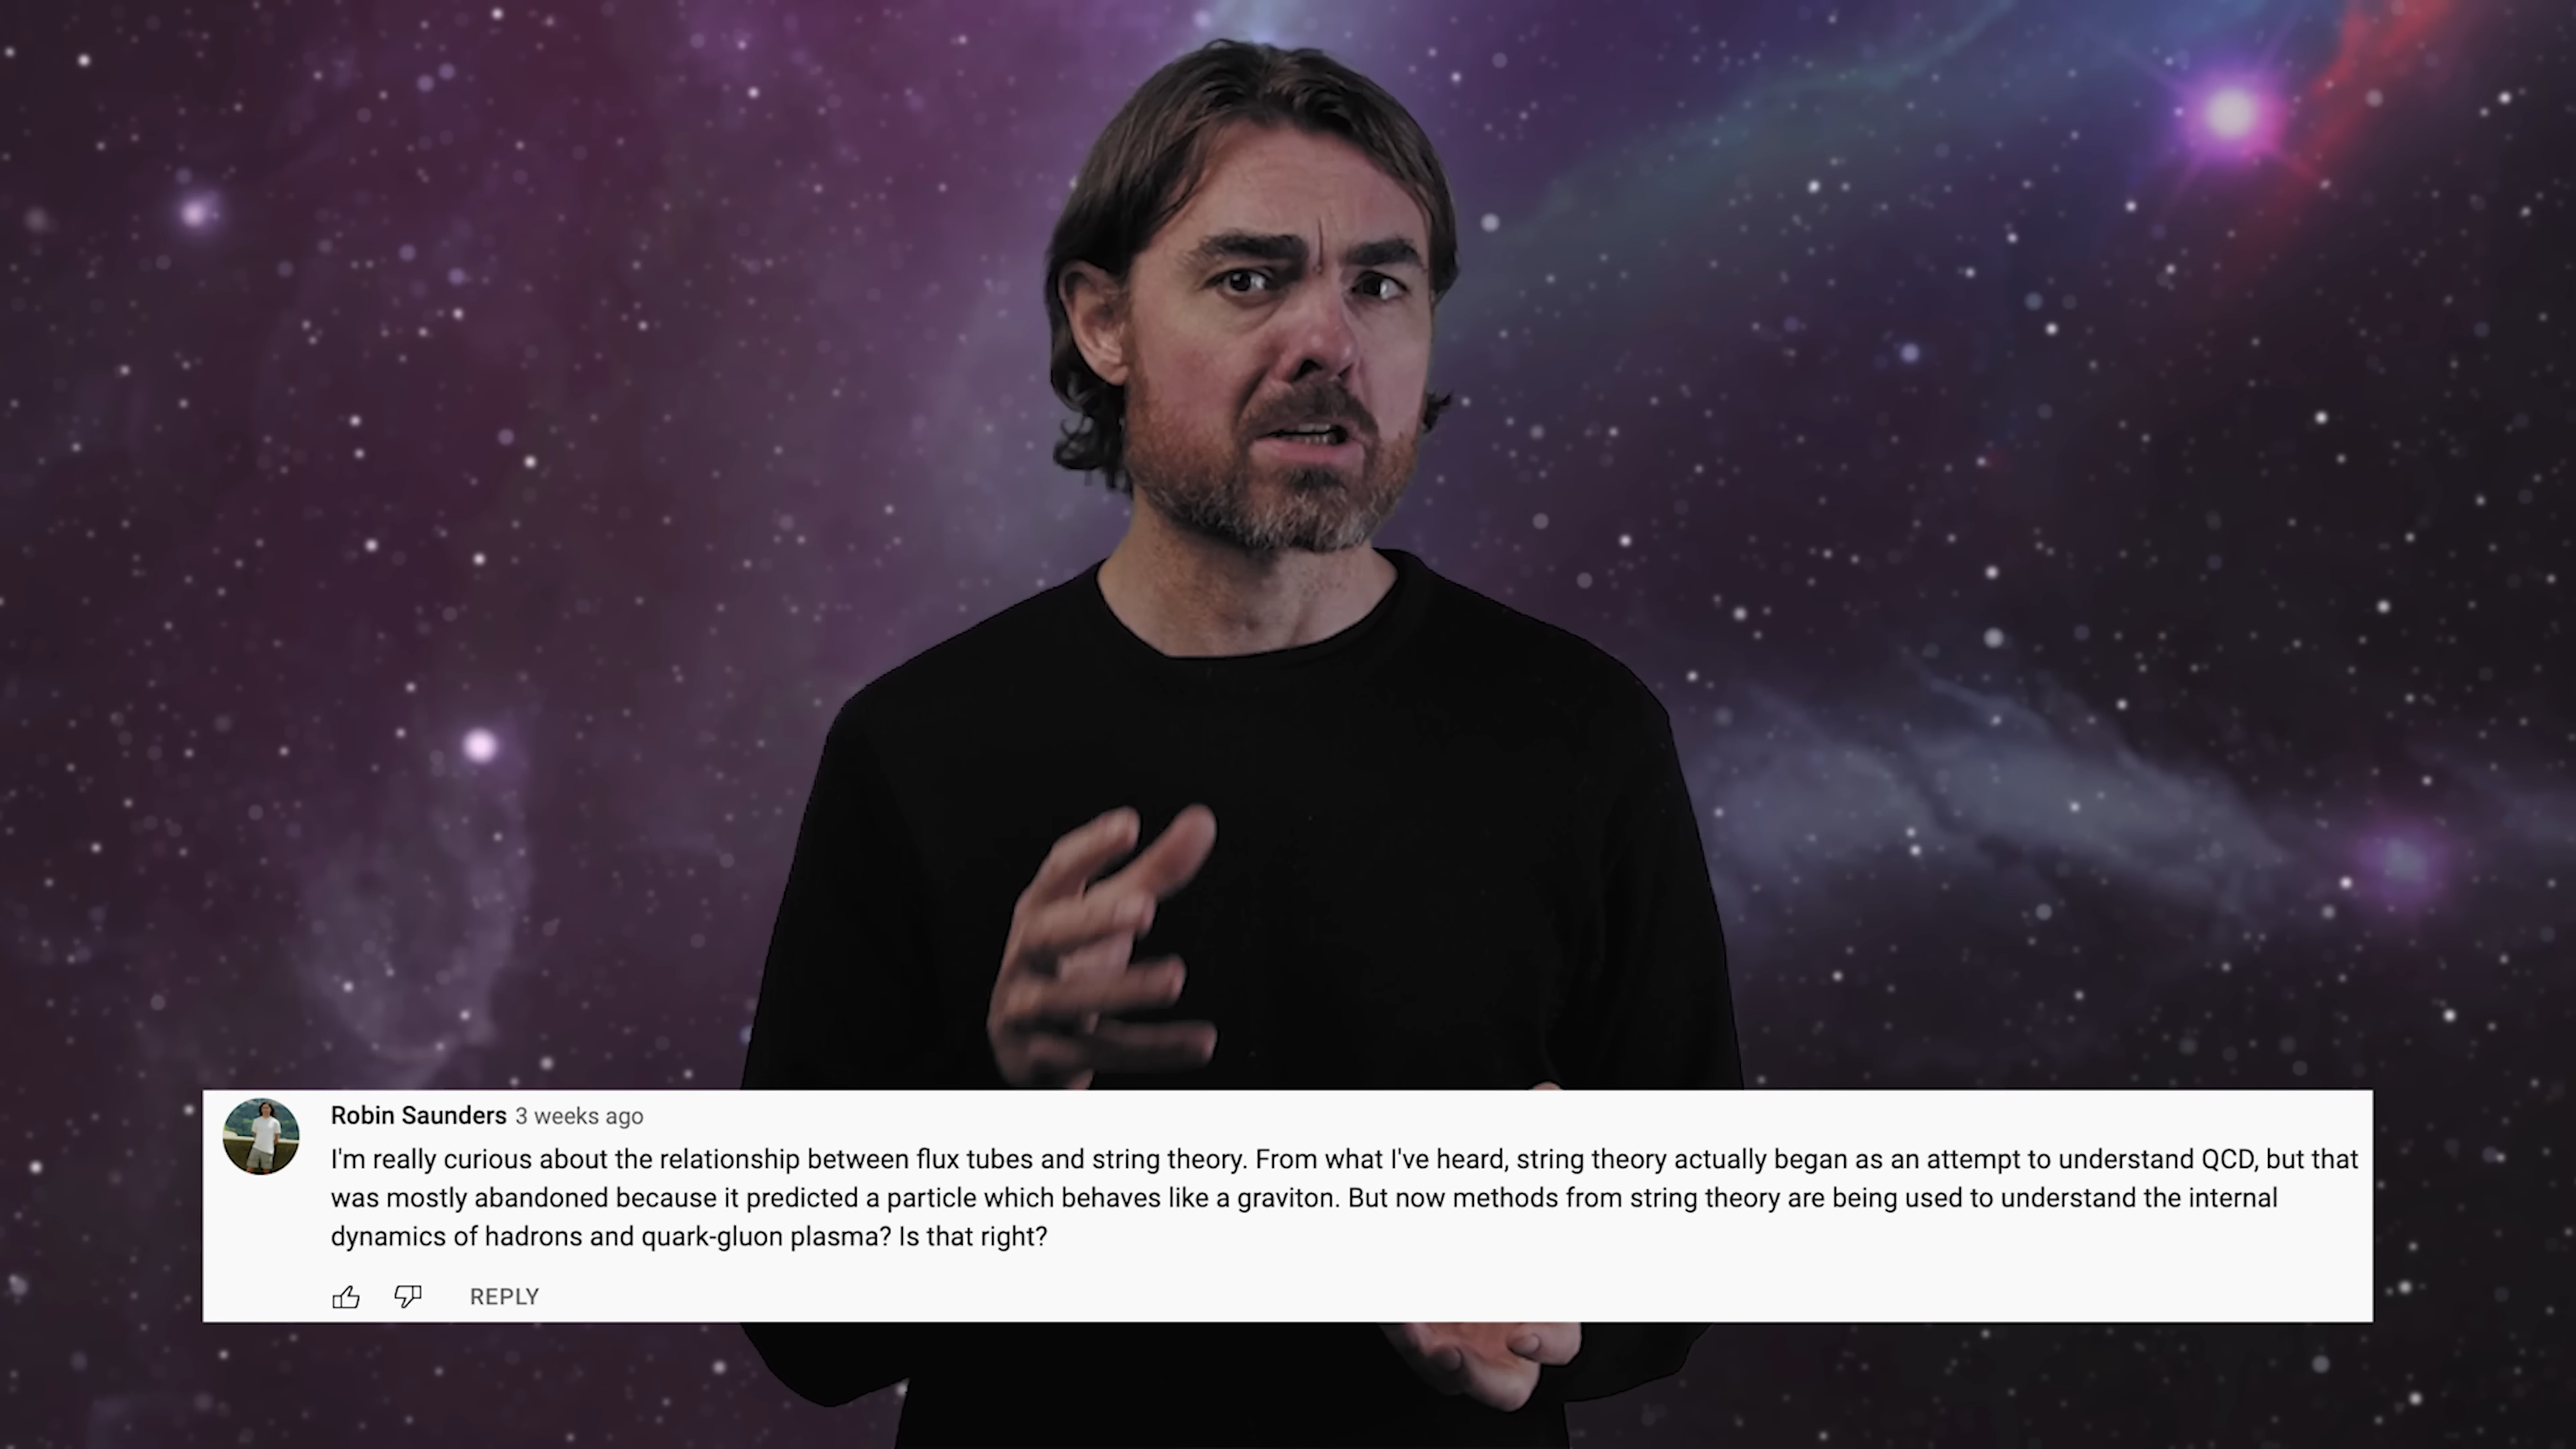 Robin Saunders 3 weeks ago
I'm really curious about the relationship between flux tubes and string theory. From what I've heard, string theory actually began as an attempt to understand QCD, but that
was mostly abandoned because it predicted a particle which behaves like a graviton. But now methods from string theory are being used to understand the internal
dynamics of hadrons and quark-gluon plasma? Is that right?
REPLY